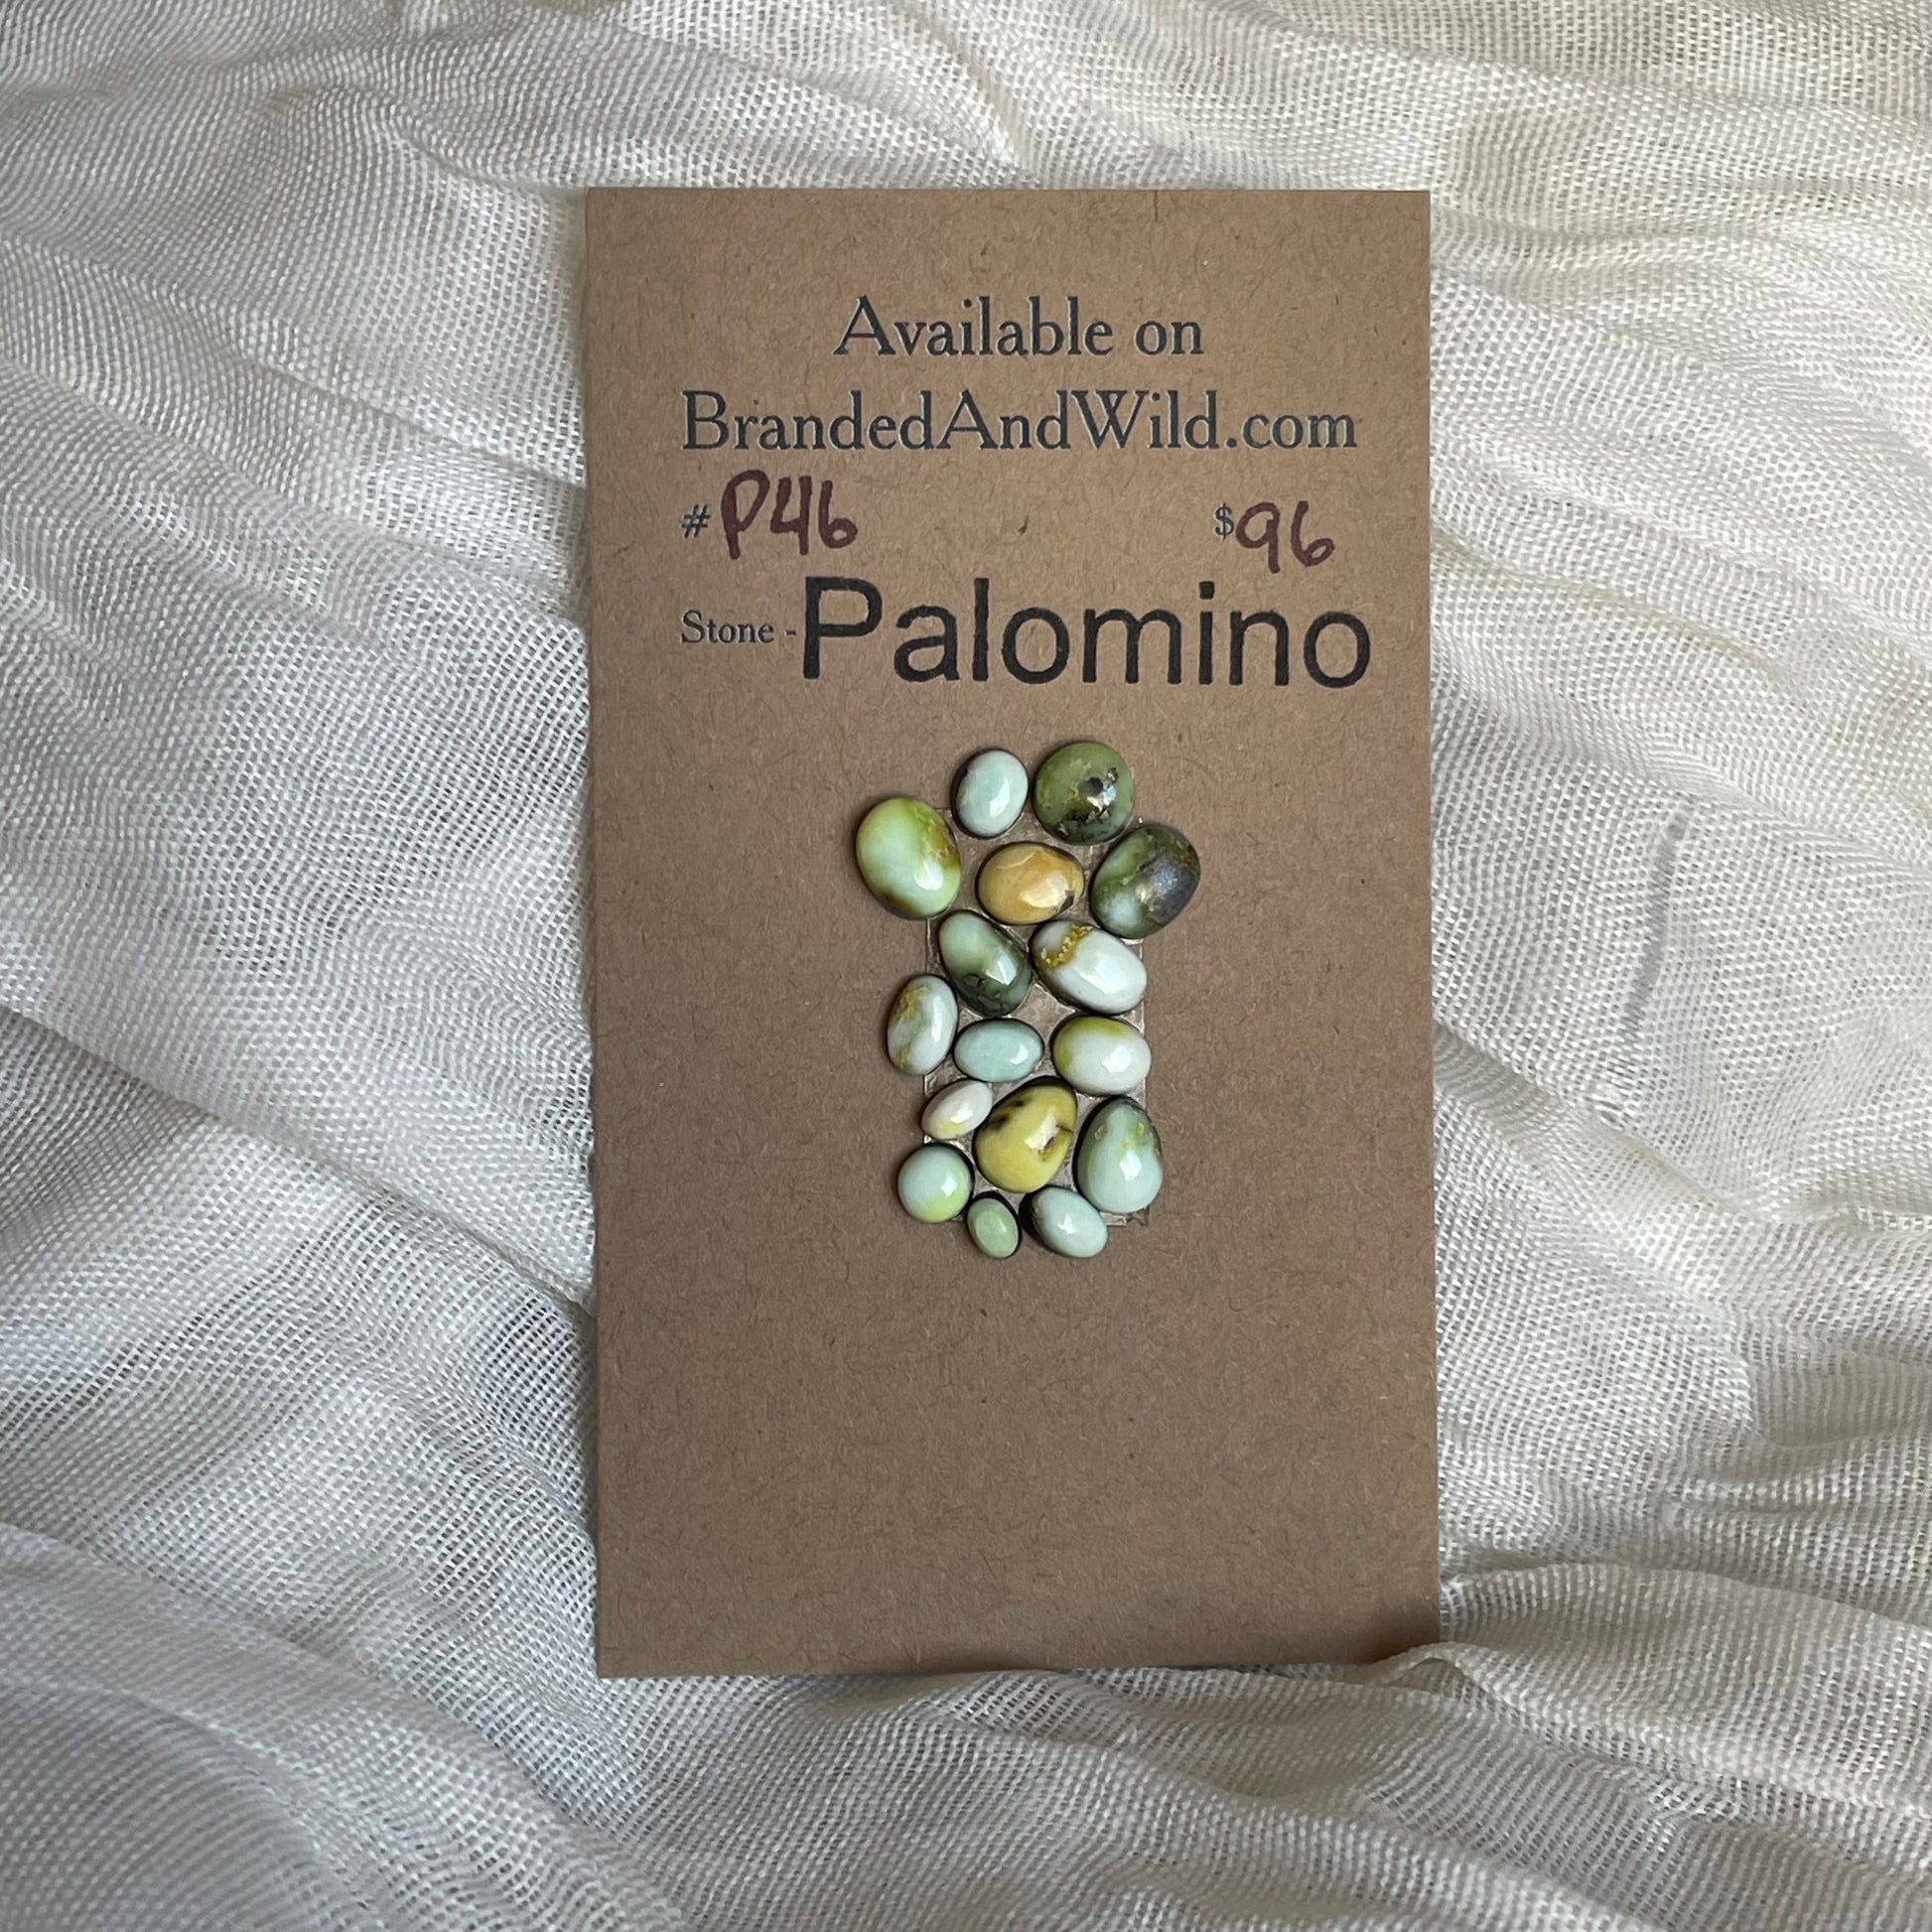 Available on
BrandedAndWild.com
#P46 $96
Stone - Palomino